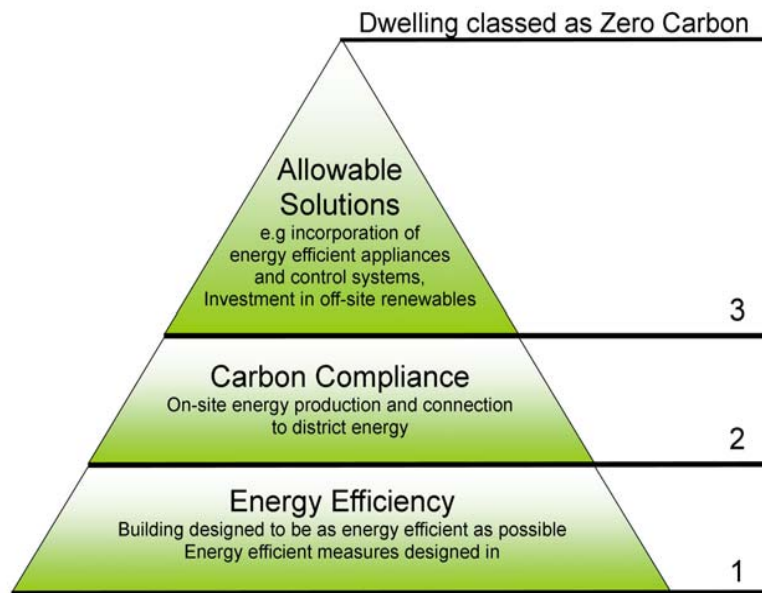 Dwelling classed as Zero Carbon
Allowable
Solutions
e.g incorporation of
energy efficient appliances
and control systems,
Investment in off-site renewables
3
Carbon Compliance
On-site energy production and connection
to district energy
2
Energy Efficiency
Building designed to be as energy efficient as possible
Energy efficient measures designed in
1